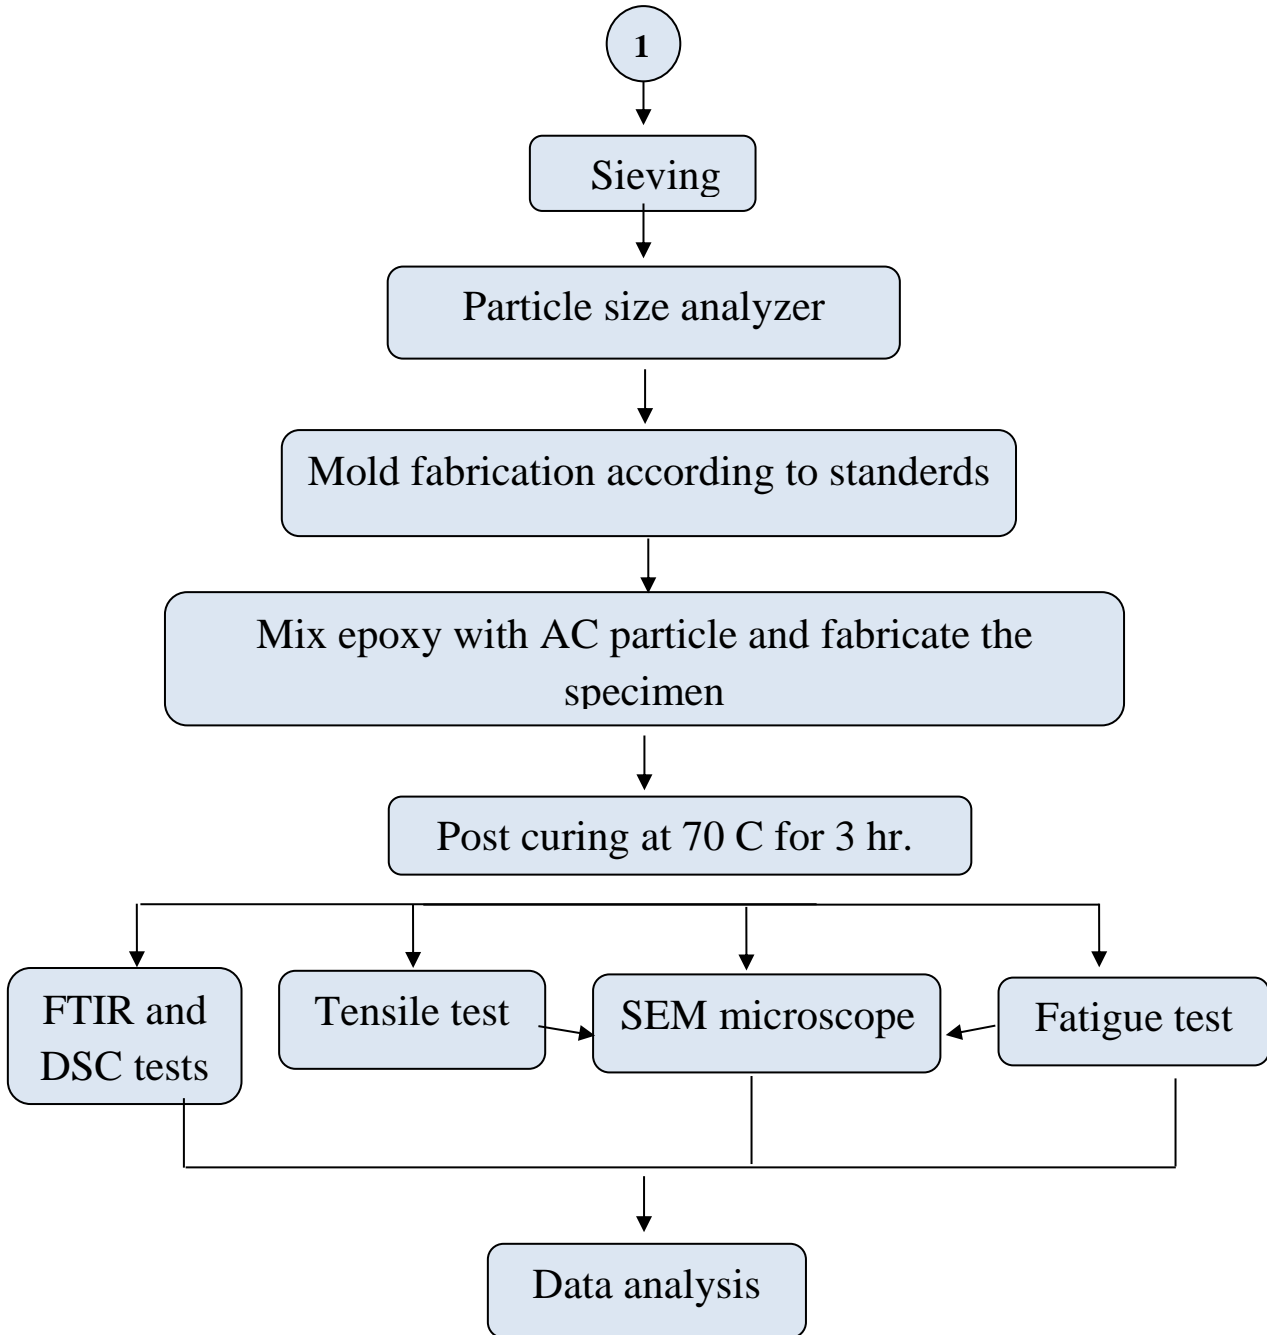 1
Sieving
Particle size analyzer
Mold fabrication according to standerds
Mix epoxy with AC particle and fabricate the
specimen
Post curing at 70 C for 3 hr.
FTIR and
DSC tests
Tensile test
SEM microscope
Fatigue test
Data analysis